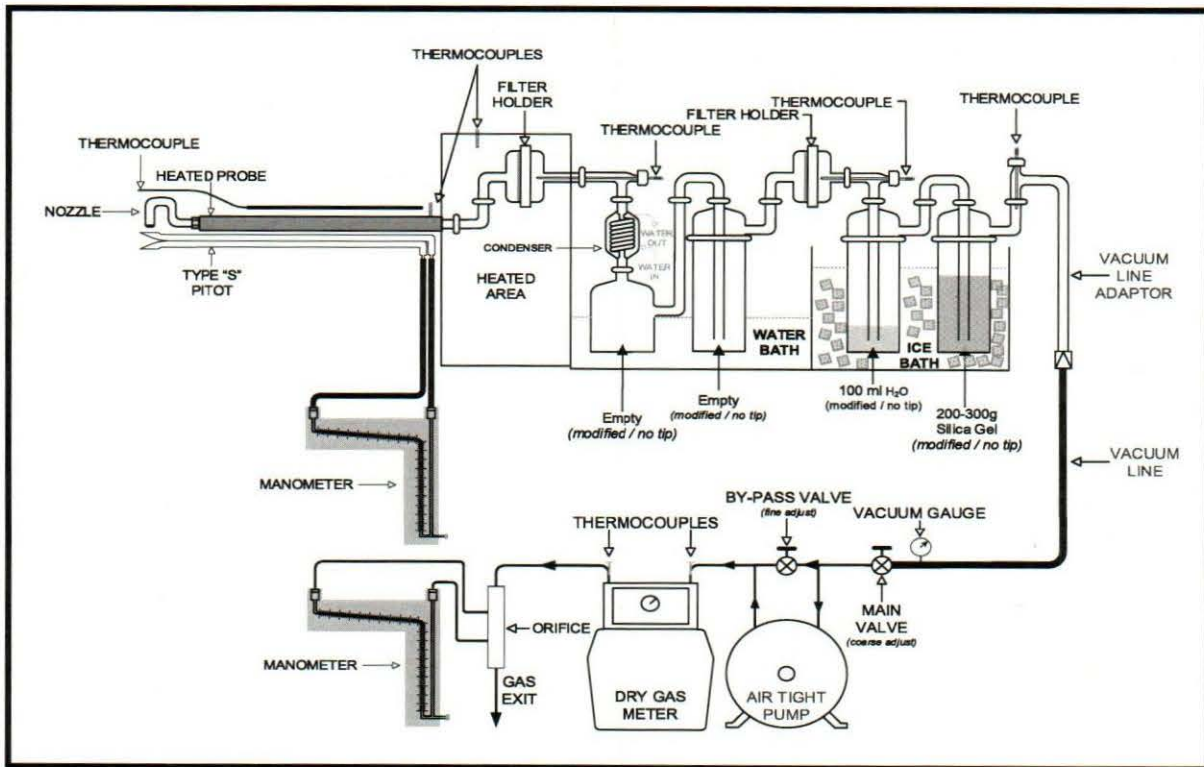 THERMOCOUPLES
FILTER
HOLDER
THERMOCOUPLE
FILTER HOLDER
THERMOCOUPLE
THERMOCOUPLE
THERMOCOUPLE
HEATED PROBE
NOZZLE
TYPE "S"
PITOT
CONDENSER
WATER
OUT
WATER
IN
HEATED
AREA
WATER
BATH
ICE
BATH
VACUUM
LINE
ADAPTOR
Empty
(modified / no tip)
Empty
(modified / no tip)
100 ml H₂O
(modified / no tip)
200-300g
Silica Gel
(modified / no tip)
VACUUM
LINE
MANOMETER
BY-PASS VALVE
(fine adjust)
VACUUM GAUGE
THERMOCOUPLES
MAIN
VALVE
(coarse adjust)
ORIFICE
MANOMETER
GAS
EXIT
DRY GAS
METER
AIR TIGHT
PUMP